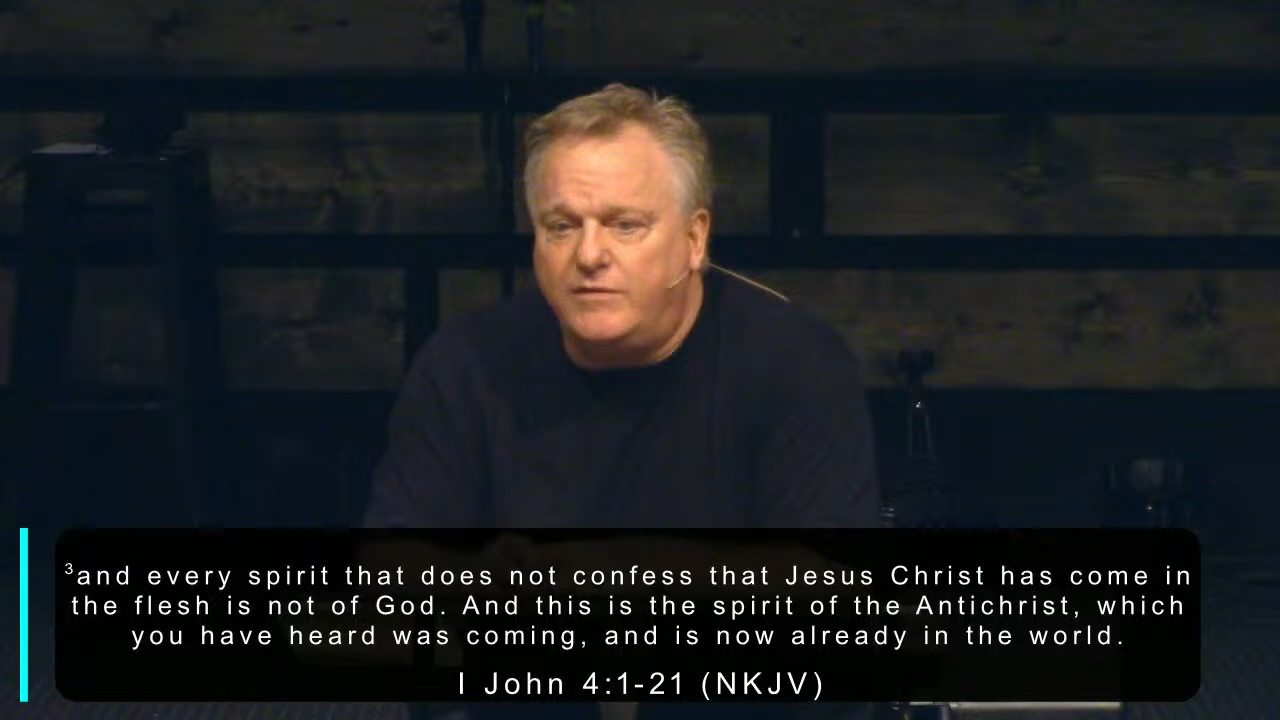 ³and every spirit that does not confess that Jesus Christ has come in
the flesh is not of God. And this is the spirit of the Antichrist, which
you have heard was coming, and is now already in the world.
I John 4:1-21 (NKJV)